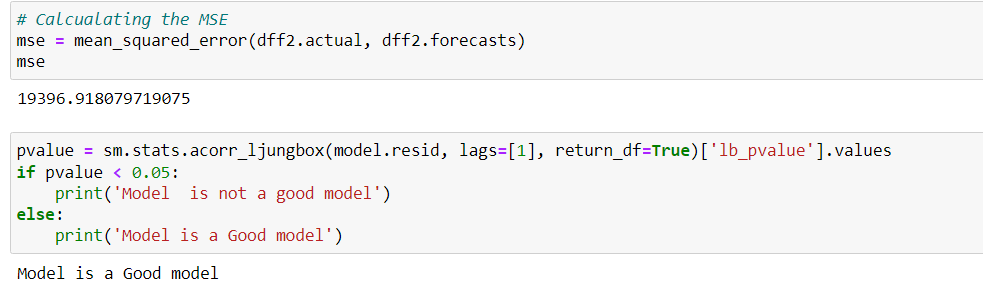 # Calcualating the MSE
mse = mean_squared_error(dff2.actual, dff2.forecasts)
mse
19396.918079719075
pvalue = sm.stats.acorr_ljungbox(model.resid, lags=[1], return_df=True)['lb_pvalue'].values
if pvalue < 0.05:
    print('Model  is not a good model')
else:
    print('Model is a Good model')
Model is a Good model